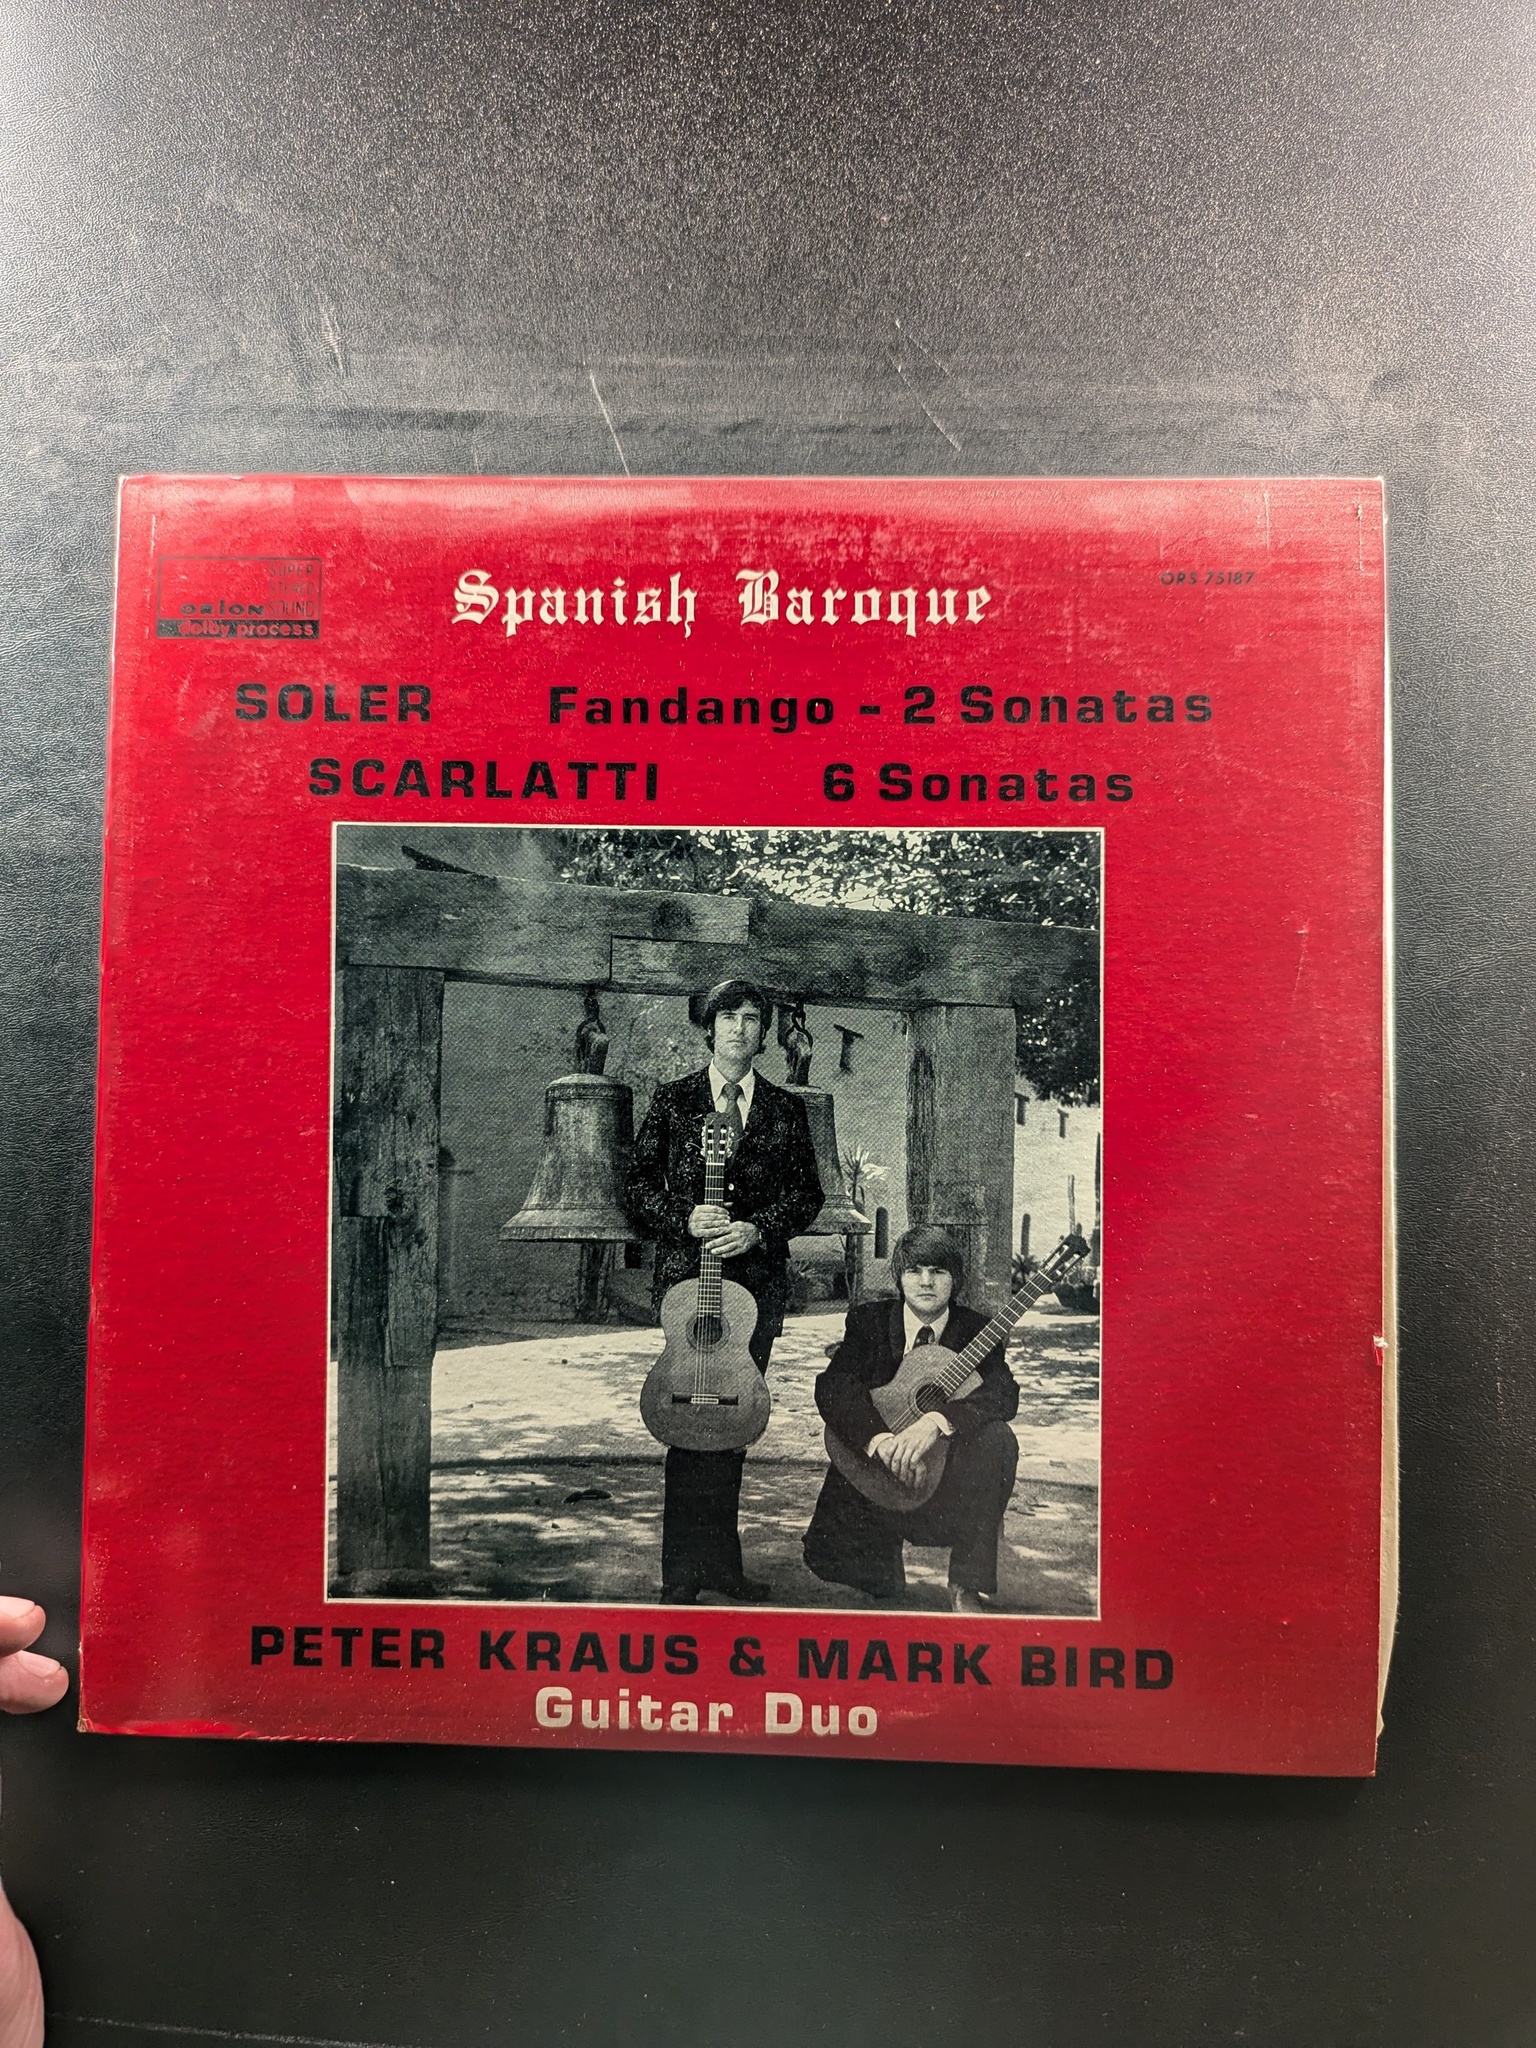 SUPER
STEREO
orion SOUND
dolby process
Spanish Baroque
ORS 75187
SOLER Fandango - 2 Sonatas
SCARLATTI 6 Sonatas
PETER KRAUS & MARK BIRD
Guitar Duo